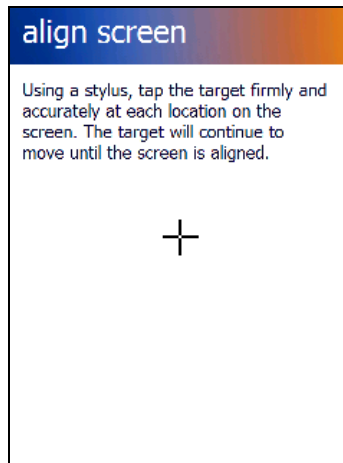 align screen
Using a stylus, tap the target firmly and
accurately at each location on the
screen. The target will continue to
move until the screen is aligned.